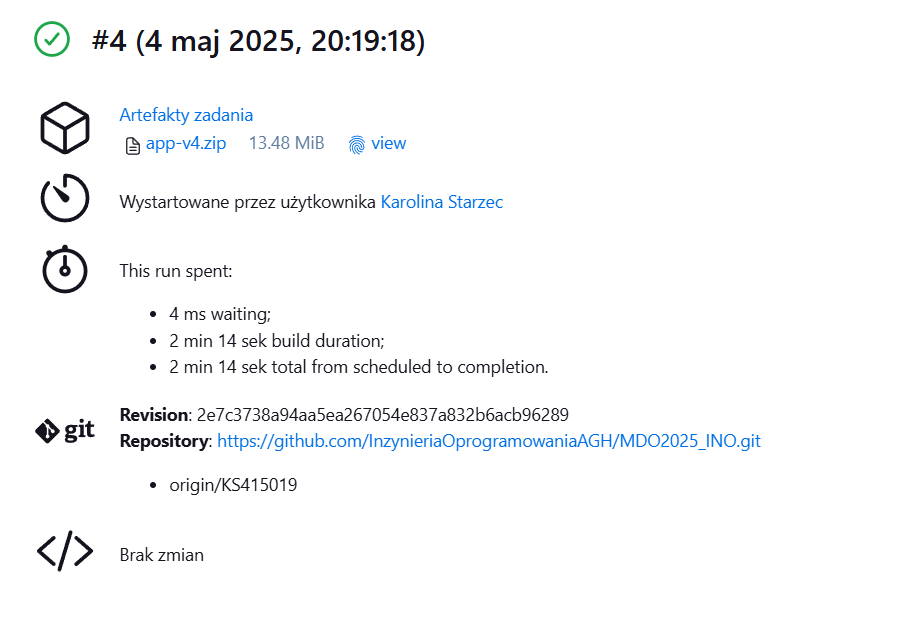 #4 (4 maj 2025, 20:19:18)
Artefakty zadania
app-v4.zip 13.48 MiB view
Wystartowane przez użytkownika Karolina Starzec
This run spent:
4 ms waiting;
2 min 14 sek build duration;
2 min 14 sek total from scheduled to completion.
git
Revision: 2e7c3738a94aa5ea267054e837a832b6acb96289
Repository: https://github.com/InzynieriaOprogramowaniaAGH/MDO2025_INO.git
origin/KS415019
Brak zmian